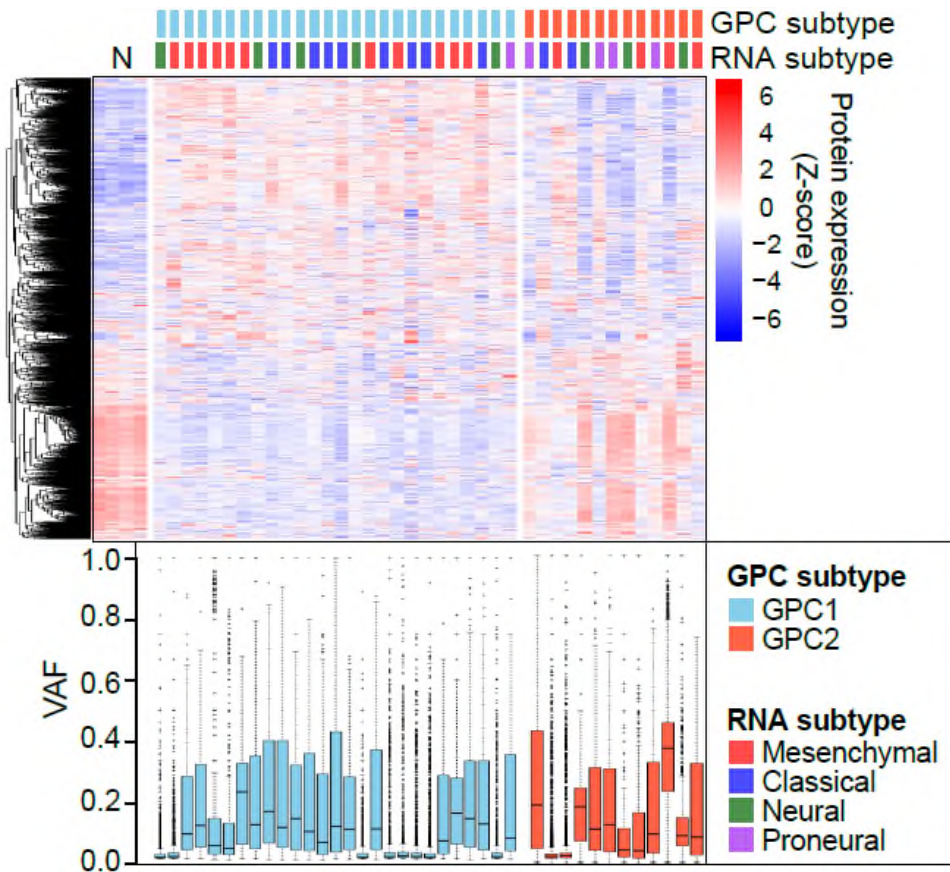 GPC subtype
N RNA subtype
6
4
2
0
−2
−4
−6
Protein expression
(Z-score)
1.0
0.8
0.6
0.4
0.2
0.0
VAF
GPC subtype
GPC1
GPC2
RNA subtype
Mesenchymal
Classical
Neural
Proneural